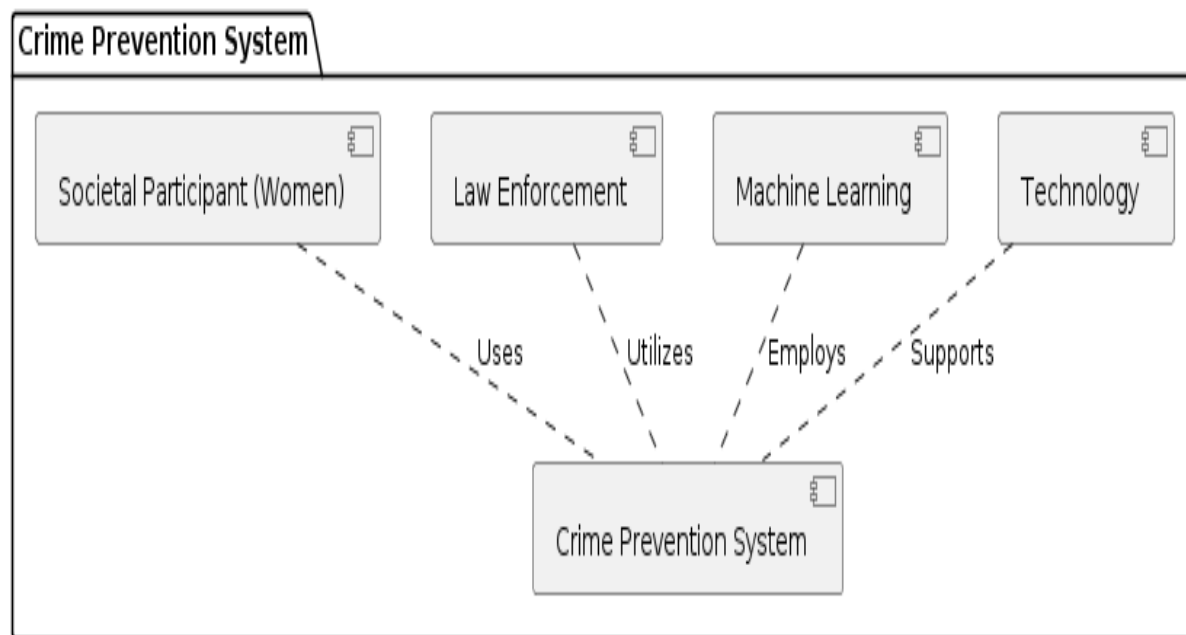 Crime Prevention System
Societal Participant (Women)
Law Enforcement
Machine Learning
Technology
Uses
Utilizes
Employs
Supports
Crime Prevention System